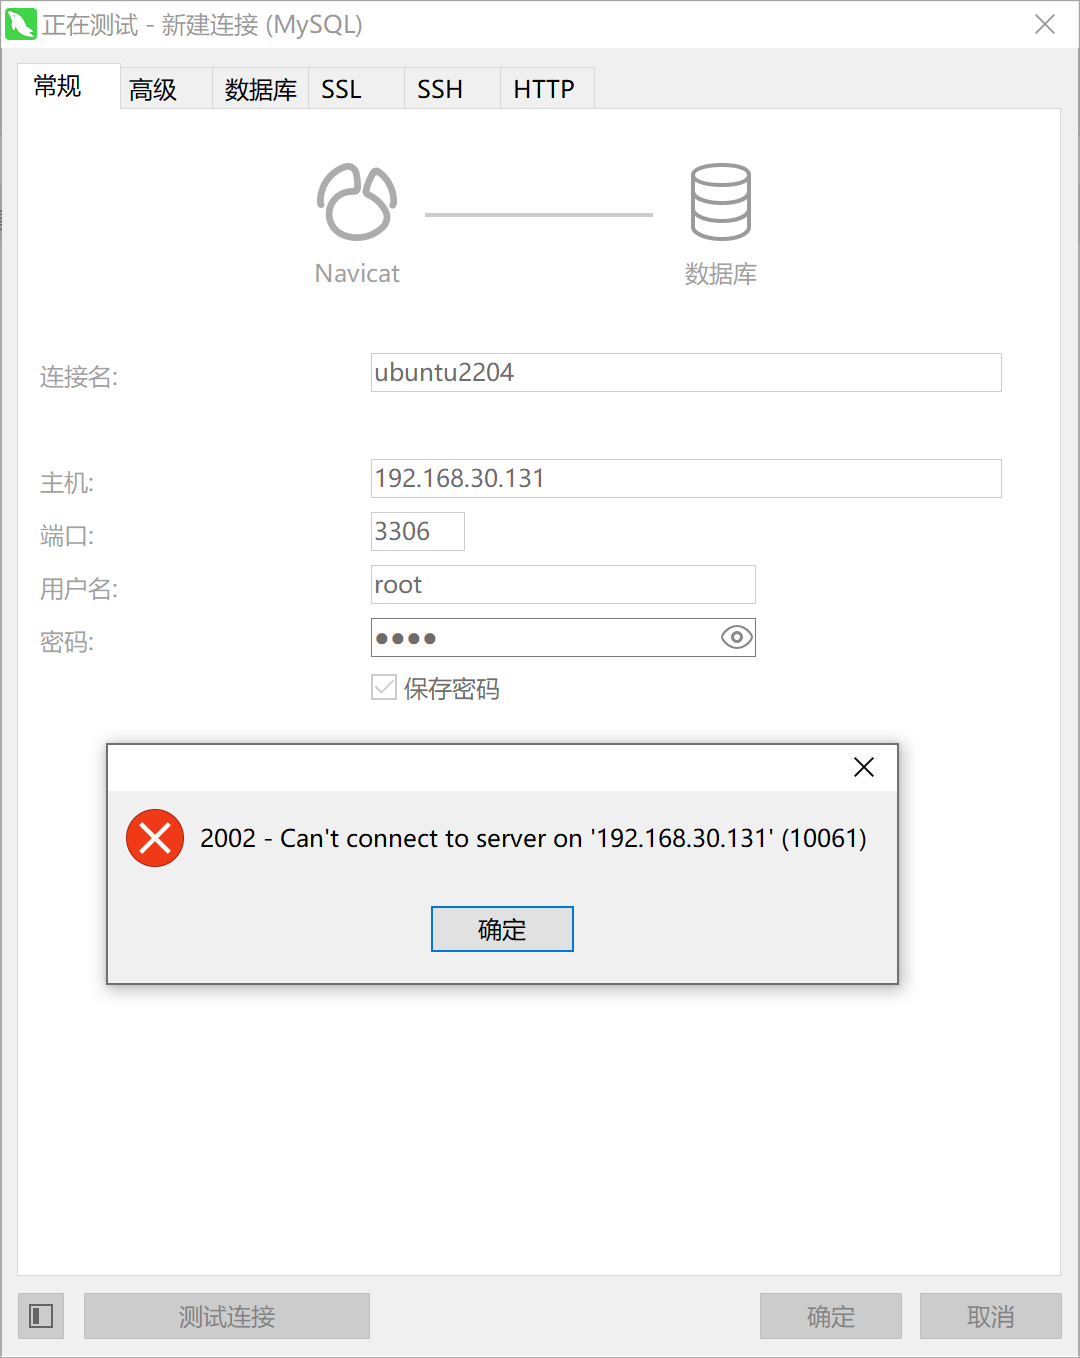 正在测试 - 新建连接 (MySQL)
常规 高级 数据库 SSL SSH HTTP
Navicat 数据库
连接名: ubuntu2204
主机: 192.168.30.131
端口: 3306
用户名: root
密码: ●●●●
保存密码
2002 - Can't connect to server on '192.168.30.131' (10061)
确定
测试连接 确定 取消